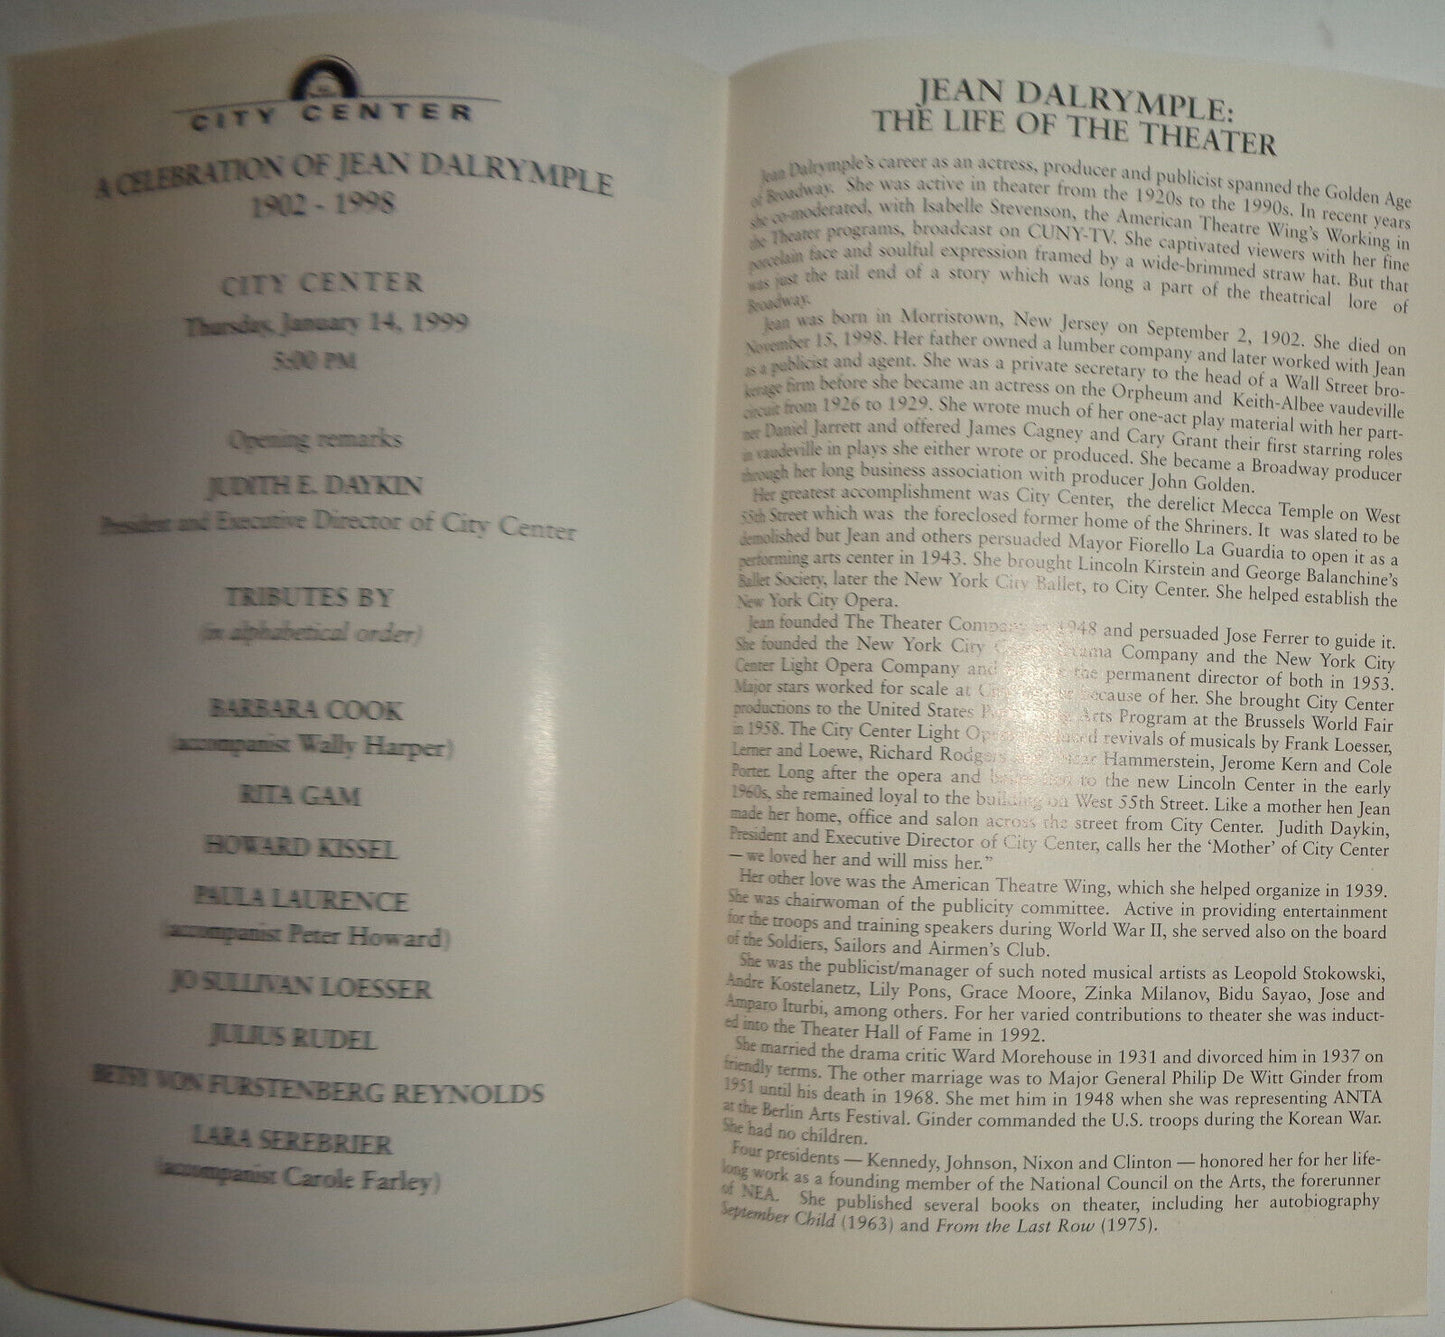 CITY CENTER
A CELEBRATION OF JEAN DALRYMPLE
1902 - 1998
CITY CENTER
Thursday, January 14, 1999
5:00 PM
Opening remarks
JUDITH E. DAYKIN
President and Executive Director of City Center
TRIBUTES BY
(in alphabetical order)
BARBARA COOK
(accompanist Wally Harper)
RITA GAM
HOWARD KISSEL
PAULA LAURENCE
(accompanist Peter Howard)
JO SULLIVAN LOESSER
JULIUS RUDEL
BETSY VON FURSTENBERG REYNOLDS
LARA SEREBRIER
(accompanist Carole Farley)
JEAN DALRYMPLE:
THE LIFE OF THE THEATER
Jean Dalrymple's career as an actress, producer and publicist spanned the Golden Age
of Broadway. She was active in theater from the 1920s to the 1990s. In recent years
she co-moderated, with Isabelle Stevenson, the American Theatre Wing's Working in
the Theater programs, broadcast on CUNY-TV. She captivated viewers with her fine
porcelain face and soulful expression framed by a wide-brimmed straw hat. But that
was just the tail end of a story which was long a part of the theatrical lore of
Broadway.
Jean was born in Morristown, New Jersey on September 2, 1902. She died on
November 15, 1998. Her father owned a lumber company and later worked with Jean
as a publicist and agent. She was a private secretary to the head of a Wall Street bro-
kerage firm before she became an actress on the Orpheum and Keith-Albee vaudeville
circuit from 1926 to 1929. She wrote much of her one-act play material with her part-
ner Daniel Jarrett and offered James Cagney and Cary Grant their first starring roles
in vaudeville in plays she either wrote or produced. She became a Broadway producer
through her long business association with producer John Golden.
Her greatest accomplishment was City Center, the derelict Mecca Temple on West
55th Street which was the foreclosed former home of the Shriners. It was slated to be
demolished but Jean and others persuaded Mayor Fiorello La Guardia to open it as a
performing arts center in 1943. She brought Lincoln Kirstein and George Balanchine's
Ballet Society, later the New York City Ballet, to City Center. She helped establish the
New York City Opera.
Jean founded The Theater Company in 1948 and persuaded Jose Ferrer to guide it.
She founded the New York City Drama Company and the New York City
Center Light Opera Company and the permanent director of both in 1953.
Major stars worked for scale at because of her. She brought City Center
productions to the United States Performing Arts Program at the Brussels World Fair
in 1958. The City Center Light Opera revivals of musicals by Frank Loesser,
Lerner and Loewe, Richard Rodgers Hammerstein, Jerome Kern and Cole
Porter. Long after the opera and to the new Lincoln Center in the early
1960s, she remained loyal to the building on West 55th Street. Like a mother hen Jean
made her home, office and salon across the street from City Center. Judith Daykin,
President and Executive Director of City Center, calls her the 'Mother' of City Center
— we loved her and will miss her."
Her other love was the American Theatre Wing, which she helped organize in 1939.
She was chairwoman of the publicity committee. Active in providing entertainment
for the troops and training speakers during World War II, she served also on the board
of the Soldiers, Sailors and Airmen's Club.
She was the publicist/manager of such noted musical artists as Leopold Stokowski,
Andre Kostelanetz, Lily Pons, Grace Moore, Zinka Milanov, Bidu Sayao, Jose and
Amparo Iturbi, among others. For her varied contributions to theater she was induct-
ed into the Theater Hall of Fame in 1992.
She married the drama critic Ward Morehouse in 1931 and divorced him in 1937 on
friendly terms. The other marriage was to Major General Philip De Witt Ginder from
1951 until his death in 1968. She met him in 1948 when she was representing ANTA
at the Berlin Arts Festival. Ginder commanded the U.S. troops during the Korean War.
She had no children.
Four presidents — Kennedy, Johnson, Nixon and Clinton — honored her for her life-
long work as a founding member of the National Council on the Arts, the forerunner
of NEA. She published several books on theater, including her autobiography
September Child (1963) and From the Last Row (1975).